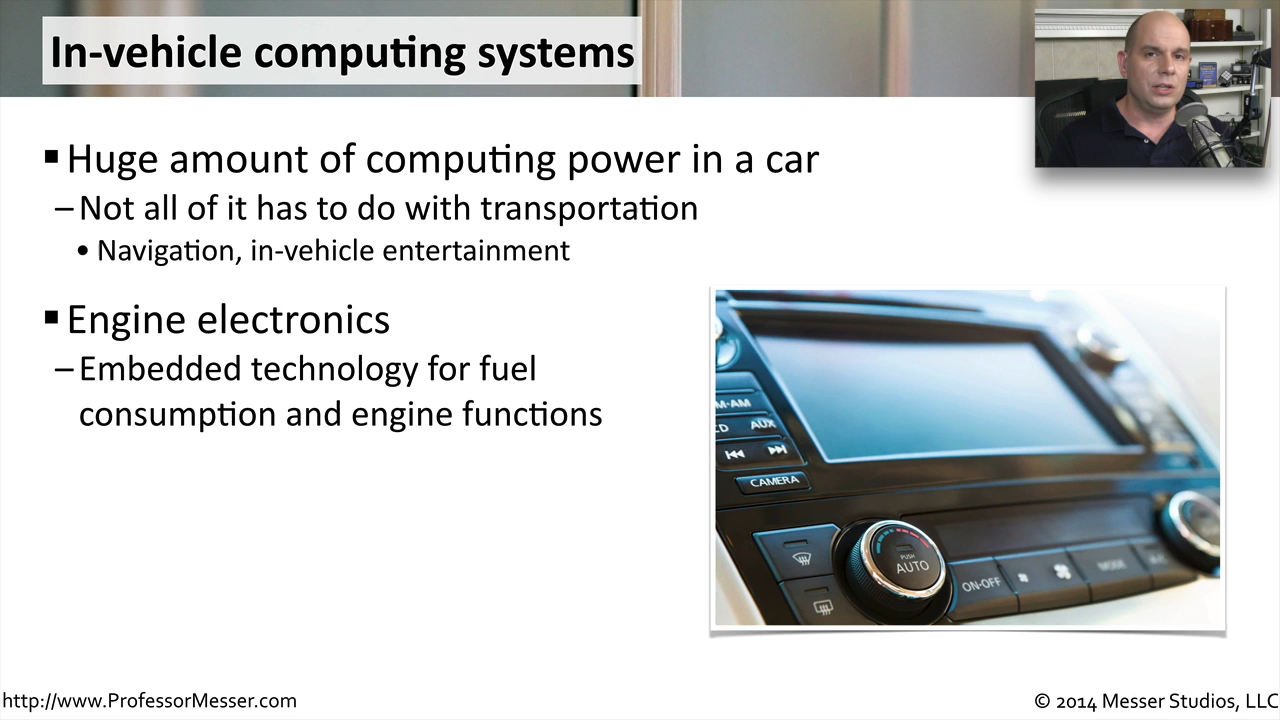 In-vehicle computing systems
▪ Huge amount of computing power in a car
– Not all of it has to do with transportation
• Navigation, in-vehicle entertainment
▪ Engine electronics
– Embedded technology for fuel
consumption and engine functions
M·AM
CD AUX
CAMERA
PUSH
AUTO
ON-OFF
MODE
http://www.ProfessorMesser.com
© 2014 Messer Studios, LLC